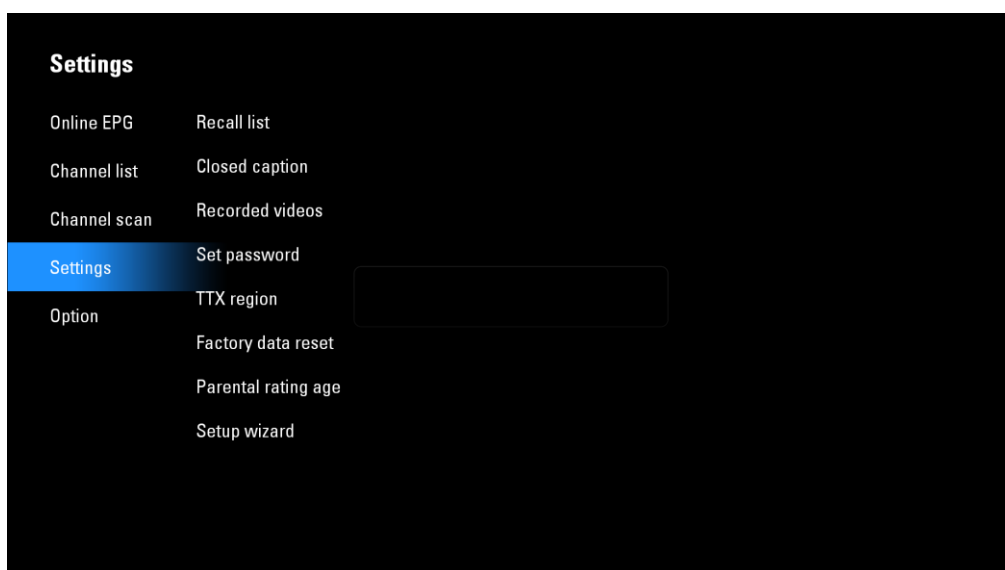 Settings
Online EPG
Channel list
Channel scan
Settings
Option
Recall list
Closed caption
Recorded videos
Set password
TTX region
Factory data reset
Parental rating age
Setup wizard